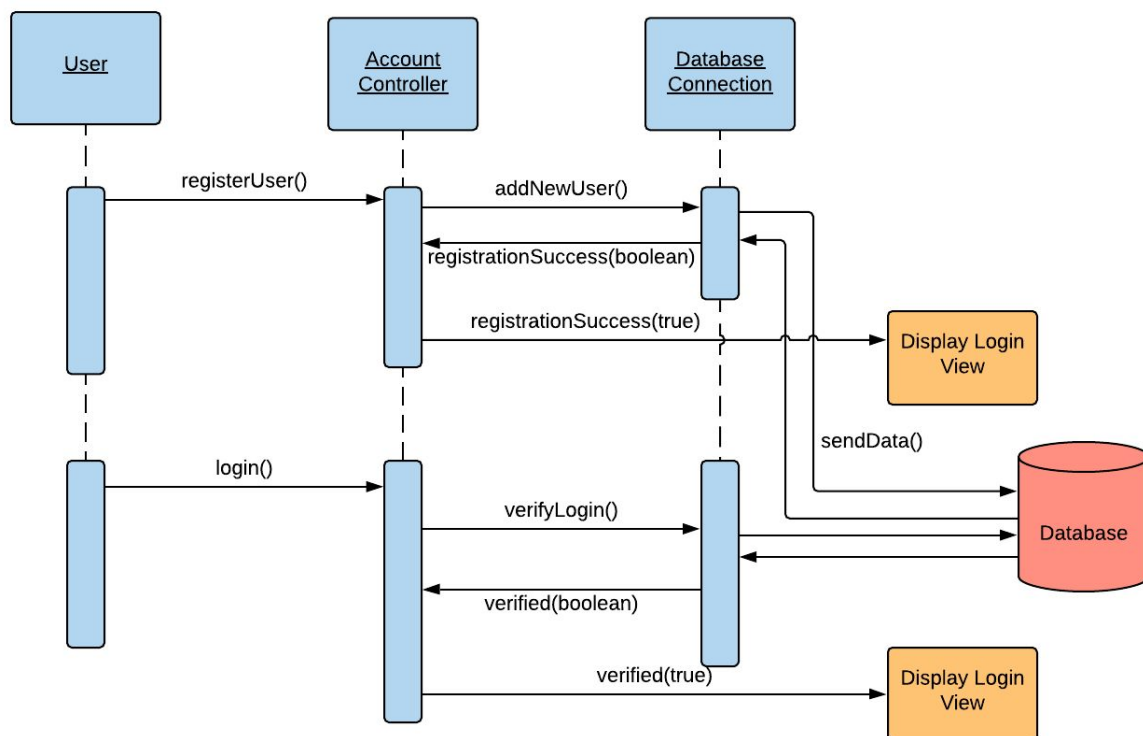 User
Account
Controller
Database
Connection
registerUser()
addNewUser()
registrationSuccess(boolean)
registrationSuccess(true)
Display Login
View
sendData()
login()
verifyLogin()
Database
verified(boolean)
verified(true)
Display Login
View